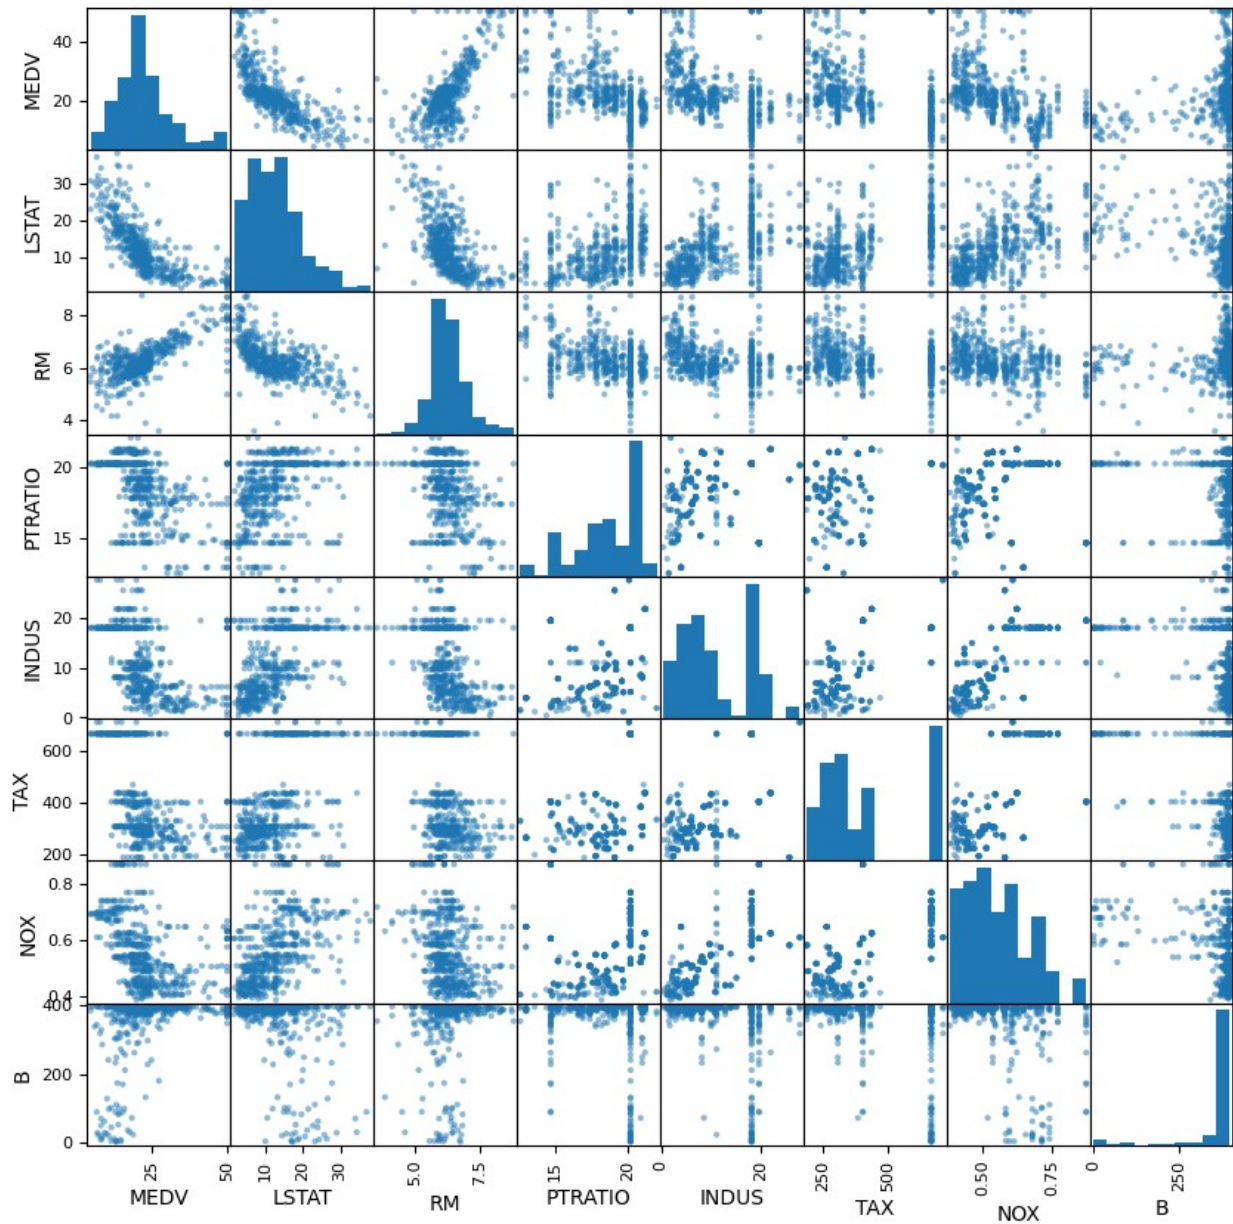 MEDV
40
20
LSTAT
30
20
10
RM
8
6
4
PTRATIO
20
15
INDUS
20
10
0
TAX
600
400
200
NOX
0.8
0.6
0.4
B
400
200
0
25 50 10 20 30 5.0 7.5 15 20 0 20 250 500 0.50 0.75 0 250
MEDV LSTAT RM PTRATIO INDUS TAX NOX B